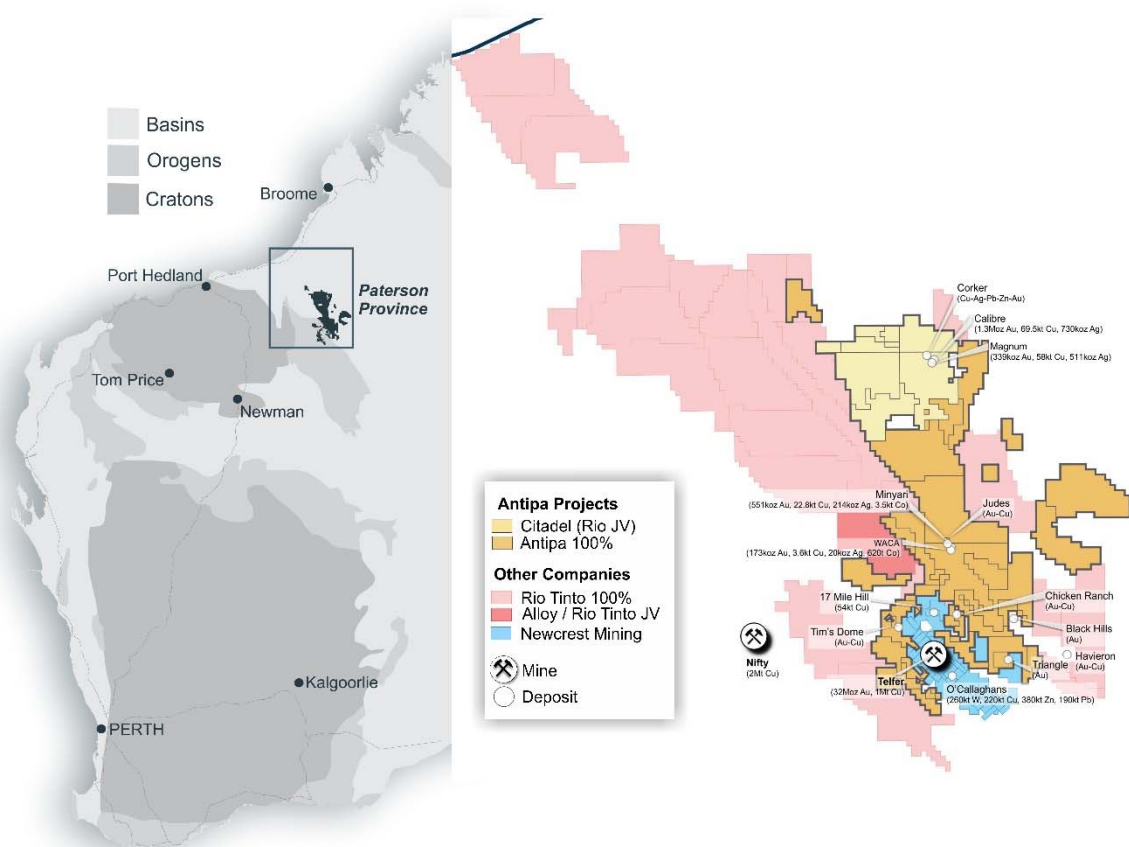 Basins
Orogens
Cratons
Broome
Port Hedland
Paterson
Province
Tom Price
Newman
Kalgoorlie
PERTH
Antipa Projects
Citadel (Rio JV)
Antipa 100%
Other Companies
Rio Tinto 100%
Alloy / Rio Tinto JV
Newcrest Mining
Mine
Deposit
Corker
(Cu-Ag-Pb-Zn-Au)
Calibre
(1.3Moz Au, 69.5kt Cu, 730koz Ag)
Magnum
(339koz Au, 58kt Cu, 511koz Ag)
Minyari
(551koz Au, 22.8kt Cu, 214koz Ag, 3.5kt Co)
Judes
(Au-Cu)
WACA
(173koz Au, 3.6kt Cu, 20koz Ag, 620t Co)
17 Mile Hill
(54kt Cu)
Chicken Ranch
(Au-Cu)
Tim's Dome
(Au-Cu)
Black Hills
(Au)
Nifty
(2Mt Cu)
Havieron
(Au-Cu)
Triangle
(Au)
Telfer
(32Moz Au, 1Mt Cu)
O'Callaghans
(260kt W, 220kt Cu, 380kt Zn, 190kt Pb)